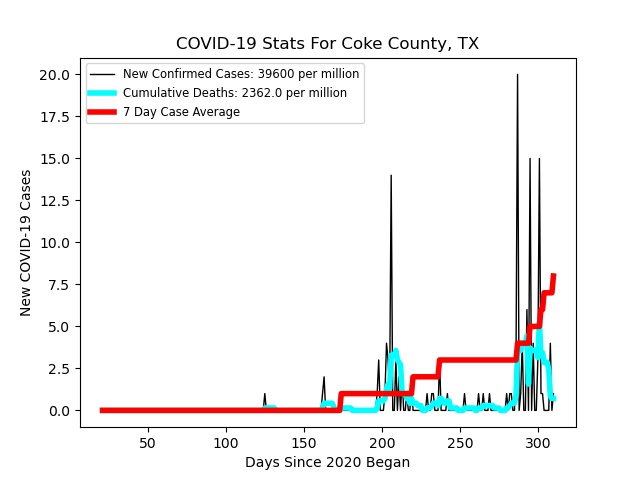 COVID-19 Stats For Coke County, TX
New Confirmed Cases: 39600 per million
Cumulative Deaths: 2362.0 per million
7 Day Case Average
New COVID-19 Cases
20.0
17.5
15.0
12.5
10.0
7.5
5.0
2.5
0.0
50 100 150 200 250 300
Days Since 2020 Began